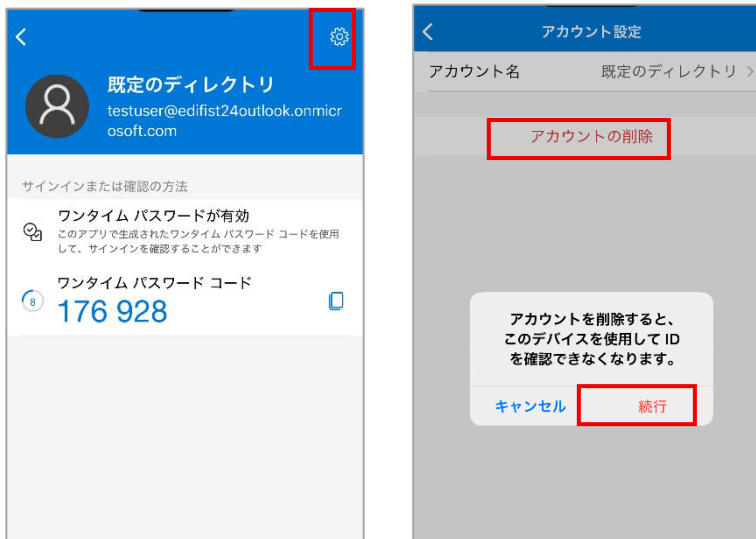 既定のディレクトリ
testuser@edifist24outlook.onmicr
osoft.com
サインインまたは確認の方法
ワンタイム パスワードが有効
このアプリで生成されたワンタイム パスワード コードを使用
して、サインインを確認することができます
ワンタイム パスワード コード
8
176 928
アカウント設定
アカウント名
既定のディレクトリ
アカウントの削除
アカウントを削除すると、
このデバイスを使用して ID
を確認できなくなります。
キャンセル
続行